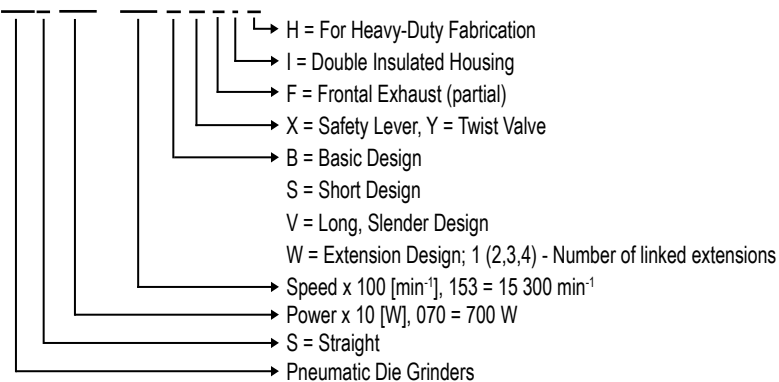 H = For Heavy-Duty Fabrication
I = Double Insulated Housing
F = Frontal Exhaust (partial)
X = Safety Lever, Y = Twist Valve
B = Basic Design
S = Short Design
V = Long, Slender Design
W = Extension Design; 1 (2,3,4) - Number of linked extensions
Speed x 100 [min⁻¹], 153 = 15 300 min⁻¹
Power x 10 [W], 070 = 700 W
S = Straight
Pneumatic Die Grinders